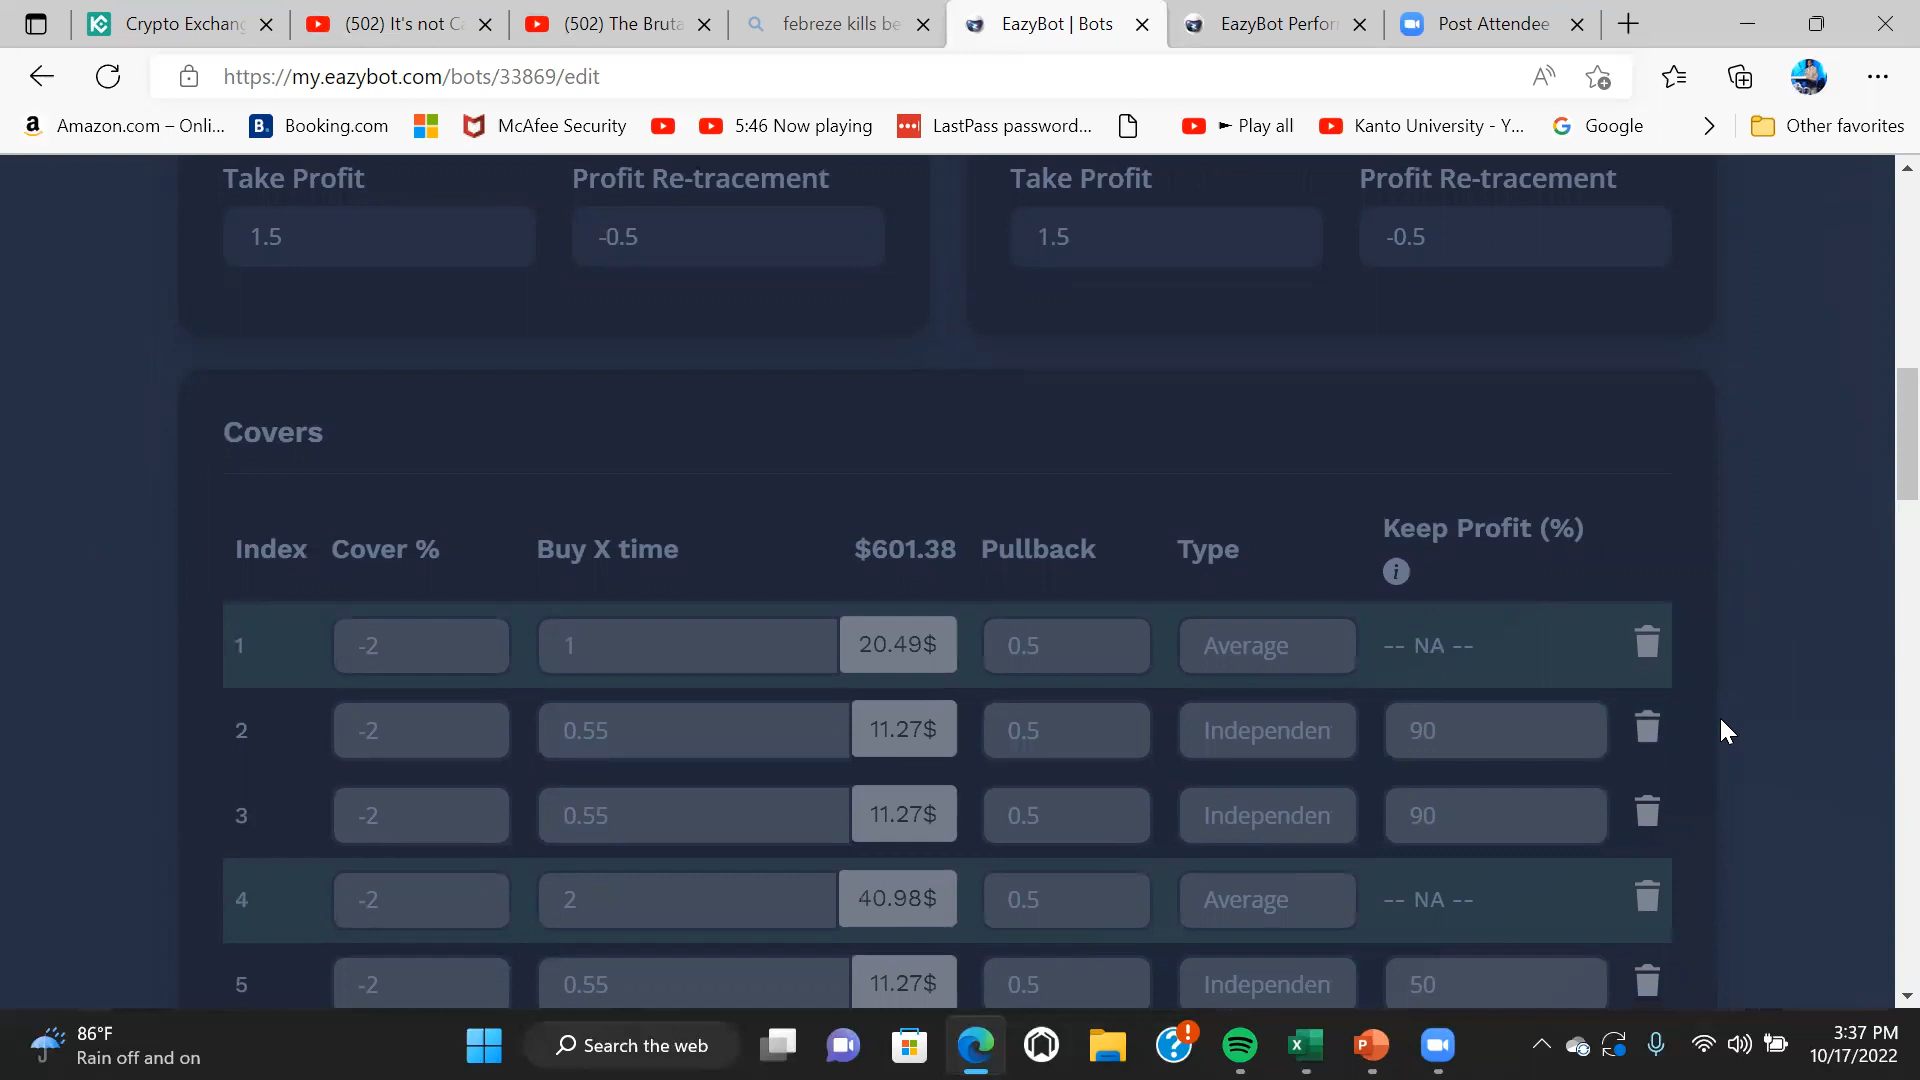 Crypto Exchang
(502) It's not Ca
(502) The Bruta
febreze kills be
EazyBot | Bots
EazyBot Perfor
Post Attendee
https://my.eazybot.com/bots/33869/edit
Amazon.com – Onli...
Booking.com
McAfee Security
5:46 Now playing
LastPass password...
► Play all
Kanto University - Y...
Google
Other favorites
Take Profit
Profit Re-tracement
Take Profit
Profit Re-tracement
1.5
-0.5
1.5
-0.5
Covers
Index Cover % Buy X time $601.38 Pullback Type Keep Profit (%)
1 -2 1 20.49$ 0.5 Average -- NA --
2 -2 0.55 11.27$ 0.5 Independen 90
3 -2 0.55 11.27$ 0.5 Independen 90
4 -2 2 40.98$ 0.5 Average -- NA --
5 -2 0.55 11.27$ 0.5 Independen 50
86°F
Rain off and on
Search the web
3:37 PM
10/17/2022